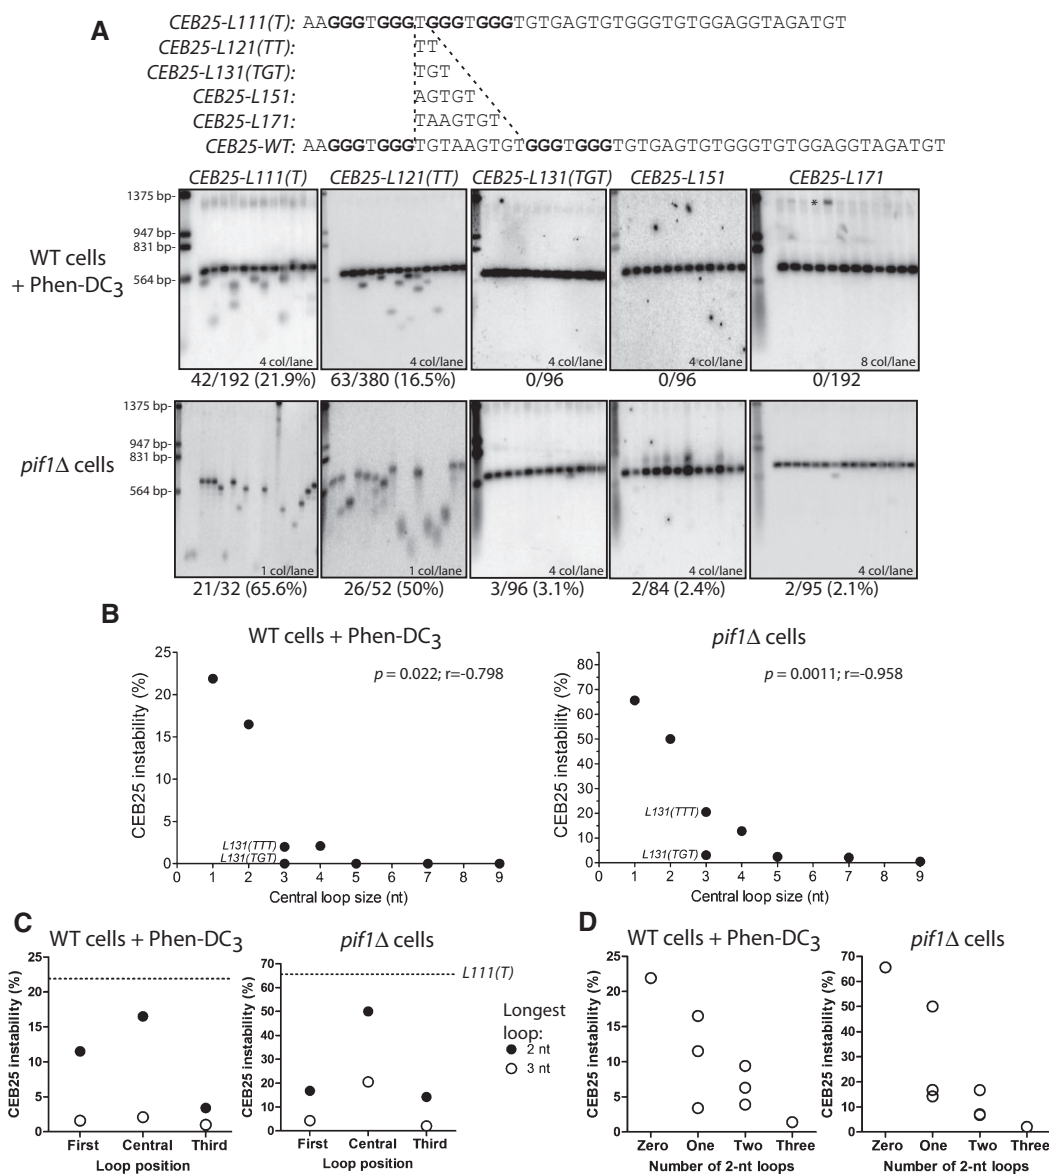 A
CEB25-L111(T): AAGGGTGGGTGGGTGGGTGTGAGTGTGGGTGTGGAGGTAGATGT
CEB25-L121(TT): TT
CEB25-L131(TGT): TGT
CEB25-L151: AGTGT
CEB25-L171: TAAGTGT
CEB25-WT: AAGGGTGGGTGTAAGTGTGGGTGGGTGTGAGTGTGGGTGTGGAGGTAGATGT
CEB25-L111(T) CEB25-L121(TT) CEB25-L131(TGT) CEB25-L151 CEB25-L171
WT cells
+ Phen-DC3
1375 bp-
947 bp-
831 bp-
564 bp-
*
4 col/lane 4 col/lane 4 col/lane 4 col/lane 8 col/lane
42/192 (21.9%) 63/380 (16.5%) 0/96 0/96 0/192
pif1Δ cells
1375 bp-
947 bp-
831 bp-
564 bp-
1 col/lane 1 col/lane 4 col/lane 4 col/lane 4 col/lane
21/32 (65.6%) 26/52 (50%) 3/96 (3.1%) 2/84 (2.4%) 2/95 (2.1%)
B
WT cells + Phen-DC3
p = 0.022; r=-0.798
CEB25 instability (%)
25
20
15
10
5
0
L131(TTT)
L131(TGT)
0 1 2 3 4 5 6 7 8 9
Central loop size (nt)
pif1Δ cells
p = 0.0011; r=-0.958
CEB25 instability (%)
80
70
60
50
40
30
20
10
0
L131(TTT)
L131(TGT)
0 1 2 3 4 5 6 7 8 9
Central loop size (nt)
C
WT cells + Phen-DC3
CEB25 instability (%)
25
20
15
10
5
0
First Central Third
Loop position
pif1Δ cells
CEB25 instability (%)
70
60
50
40
30
20
10
0
First Central Third
Loop position
L111(T)
Longest
loop:
2 nt
3 nt
D
WT cells + Phen-DC3
CEB25 instability (%)
25
20
15
10
5
0
Zero One Two Three
Number of 2-nt loops
pif1Δ cells
CEB25 instability (%)
70
60
50
40
30
20
10
0
Zero One Two Three
Number of 2-nt loops